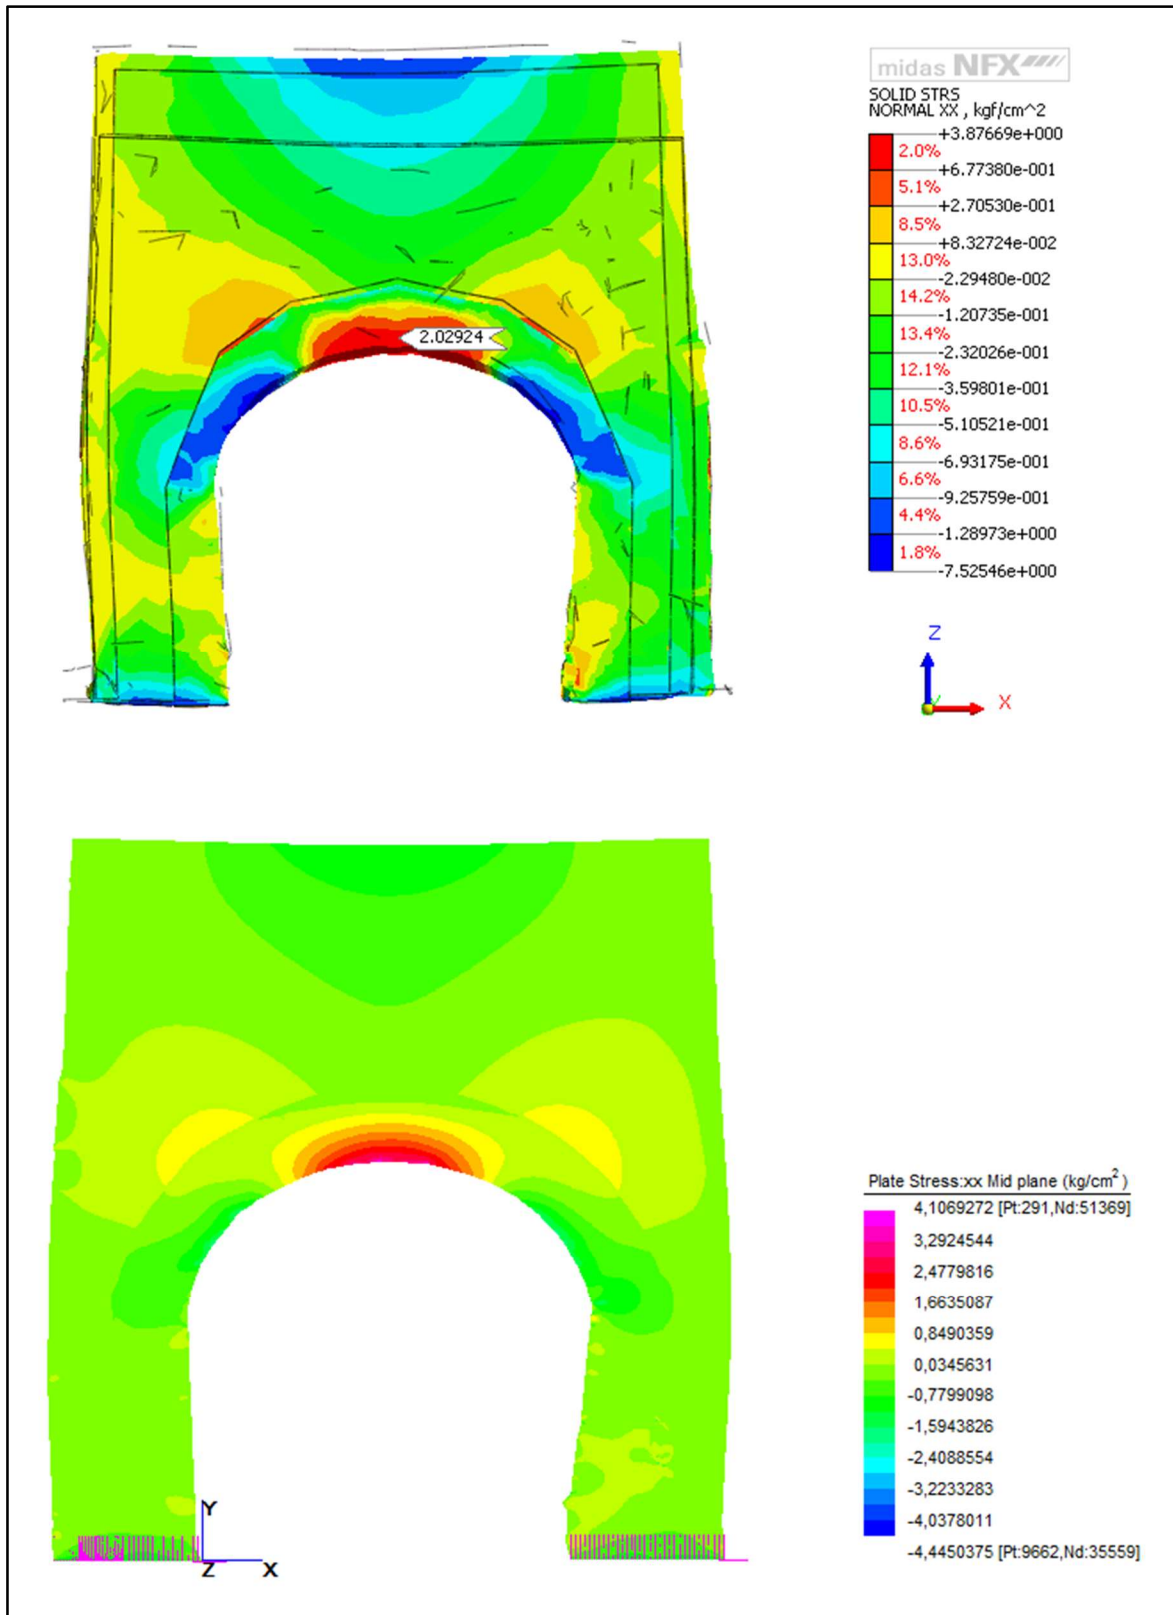 midas NFX
SOLID STRS
NORMAL XX , kgf/cm^2
+3.87669e+000
2.0%
+6.77380e-001
5.1%
+2.70530e-001
8.5%
+8.32724e-002
13.0%
-2.29480e-002
14.2%
-1.20735e-001
13.4%
-2.32026e-001
12.1%
-3.59801e-001
10.5%
-5.10521e-001
8.6%
-6.93175e-001
6.6%
-9.25759e-001
4.4%
-1.28973e+000
1.8%
-7.52546e+000
2.02924
Z
X
Plate Stress:xx Mid plane (kg/cm²)
4,1069272 [Pt:291,Nd:51369]
3,2924544
2,4779816
1,6635087
0,8490359
0,0345631
-0,7799098
-1,5943826
-2,4088554
-3,2233283
-4,0378011
-4,4450375 [Pt:9662,Nd:35559]
Y
Z X